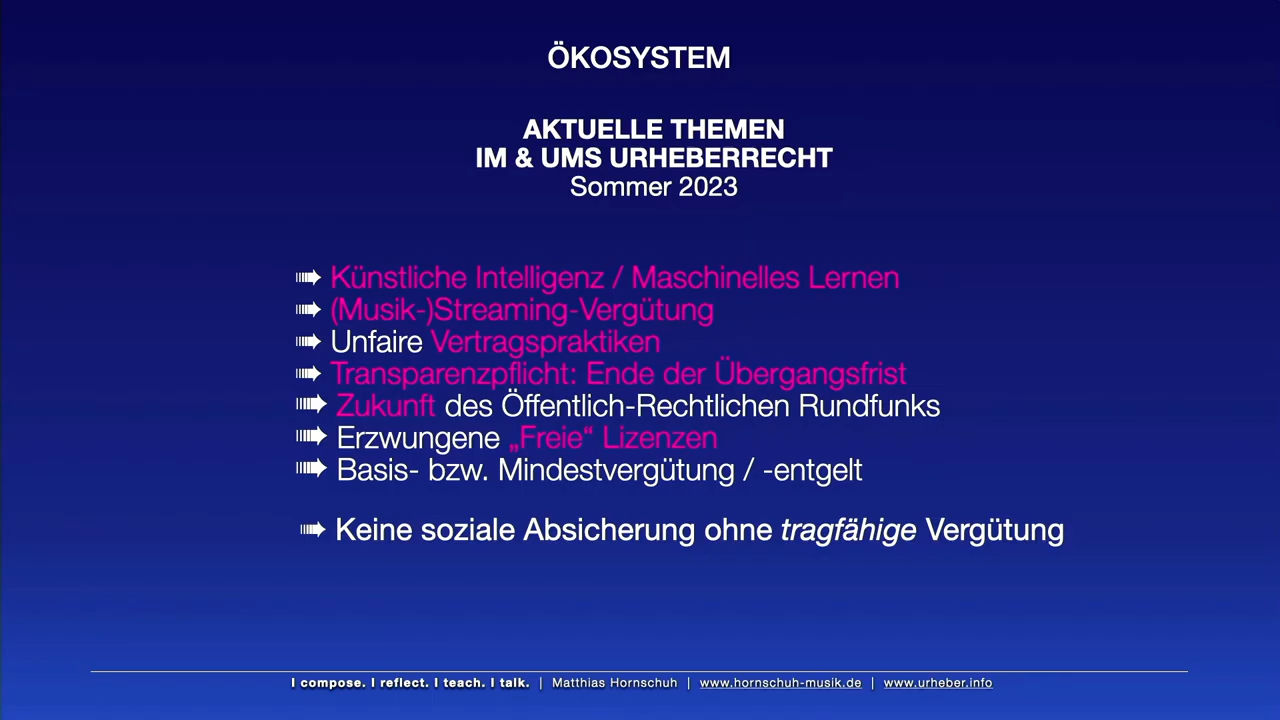 ÖKOSYSTEM
AKTUELLE THEMEN
IM & UMS URHEBERRECHT
Sommer 2023
➠ Künstliche Intelligenz / Maschinelles Lernen
➠ (Musik-)Streaming-Vergütung
➠ Unfaire Vertragspraktiken
➠ Transparenzpflicht: Ende der Übergangsfrist
➠ Zukunft des Öffentlich-Rechtlichen Rundfunks
➠ Erzwungene „Freie“ Lizenzen
➠ Basis- bzw. Mindestvergütung / -entgelt
➠ Keine soziale Absicherung ohne tragfähige Vergütung
I compose. I reflect. I teach. I talk. | Matthias Hornschuh | www.hornschuh-musik.de | www.urheber.info